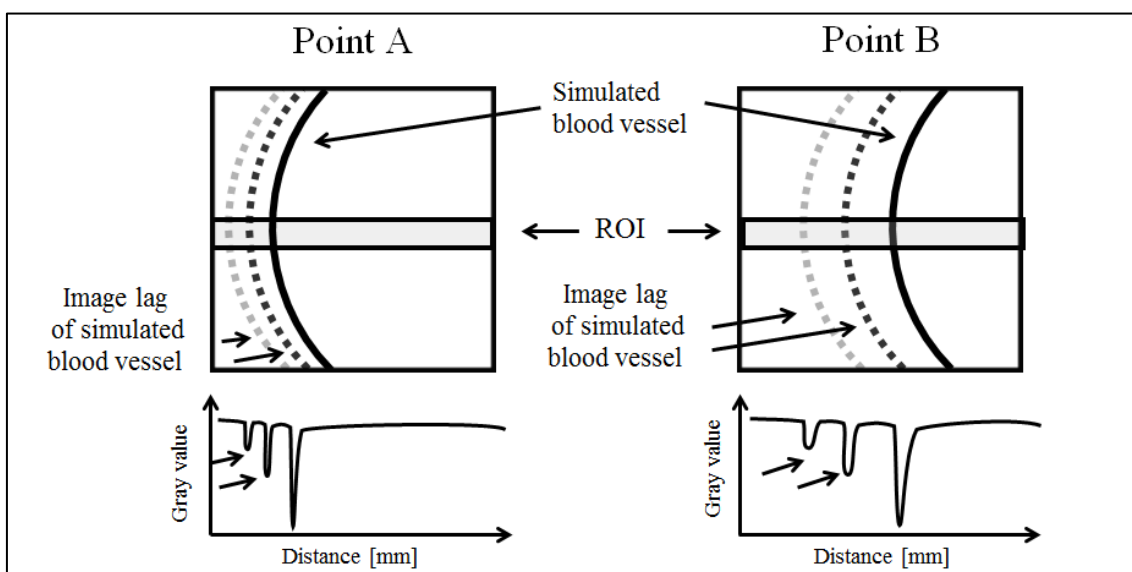 Point A
Point B
Simulated
blood vessel
ROI
Image lag
of simulated
blood vessel
Image lag
of simulated
blood vessel
Gray value
Distance [mm]
Gray value
Distance [mm]